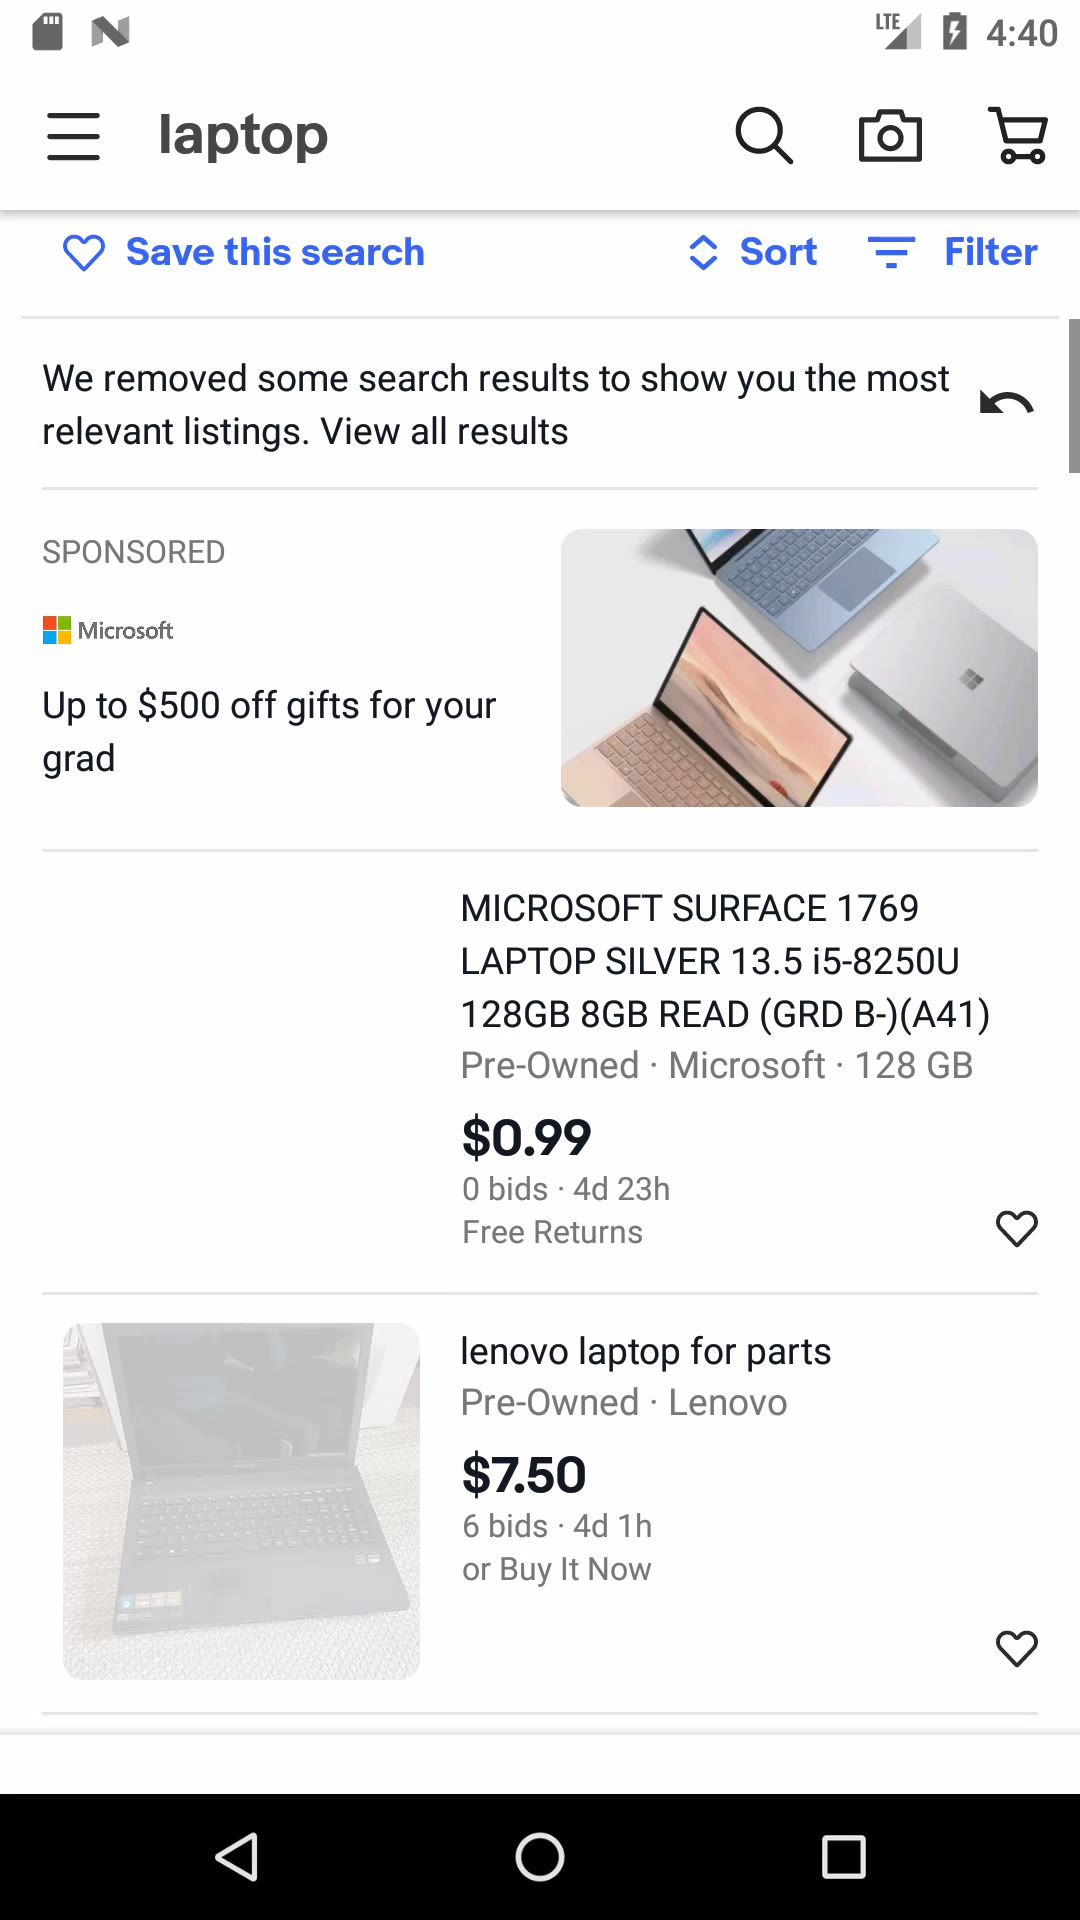 LTE 4:40
laptop
Save this search Sort Filter
We removed some search results to show you the most
relevant listings. View all results
SPONSORED
Microsoft
Up to $500 off gifts for your
grad
MICROSOFT SURFACE 1769
LAPTOP SILVER 13.5 i5-8250U
128GB 8GB READ (GRD B-)(A41)
Pre-Owned · Microsoft · 128 GB
$0.99
0 bids · 4d 23h
Free Returns
lenovo laptop for parts
Pre-Owned · Lenovo
$7.50
6 bids · 4d 1h
or Buy It Now